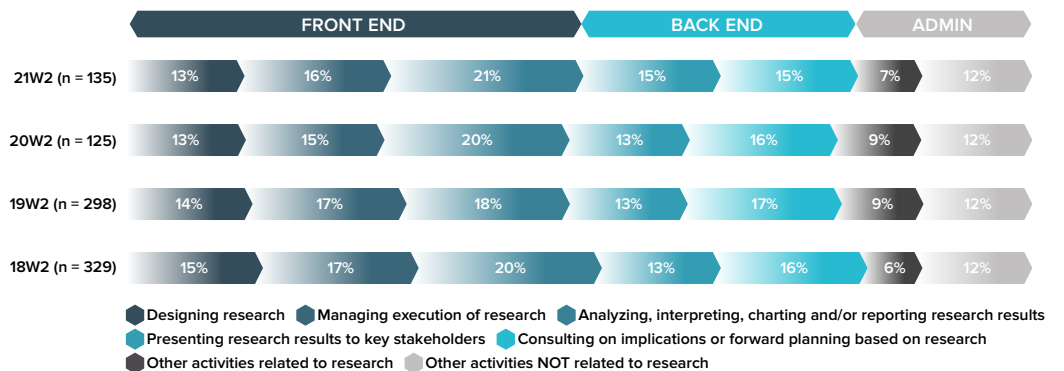 FRONT END BACK END ADMIN
21W2 (n = 135) 13% 16% 21% 15% 15% 7% 12%
20W2 (n = 125) 13% 15% 20% 13% 16% 9% 12%
19W2 (n = 298) 14% 17% 18% 13% 17% 9% 12%
18W2 (n = 329) 15% 17% 20% 13% 16% 6% 12%
Designing research Managing execution of research Analyzing, interpreting, charting and/or reporting research results
Presenting research results to key stakeholders Consulting on implications or forward planning based on research
Other activities related to research Other activities NOT related to research